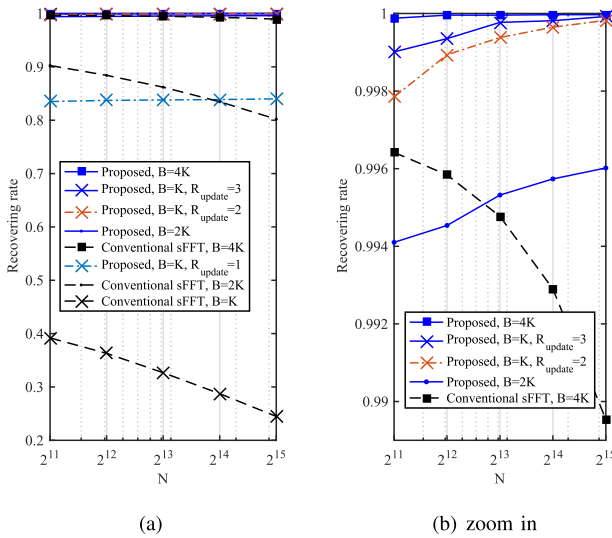 1
0.9
0.8
0.7
0.6
0.5
0.4
0.3
0.2
Recovering rate
Proposed, B=4K
Proposed, B=K, R_update=3
Proposed, B=K, R_update=2
Proposed, B=2K
Conventional sFFT, B=4K
Proposed, B=K, R_update=1
Conventional sFFT, B=2K
Conventional sFFT, B=K
2^11 2^12 2^13 2^14 2^15
N
(a)
1
0.998
0.996
0.994
0.992
0.99
Recovering rate
Proposed, B=4K
Proposed, B=K, R_update=3
Proposed, B=K, R_update=2
Proposed, B=2K
Conventional sFFT, B=4K
2^11 2^12 2^13 2^14 2^15
N
(b) zoom in